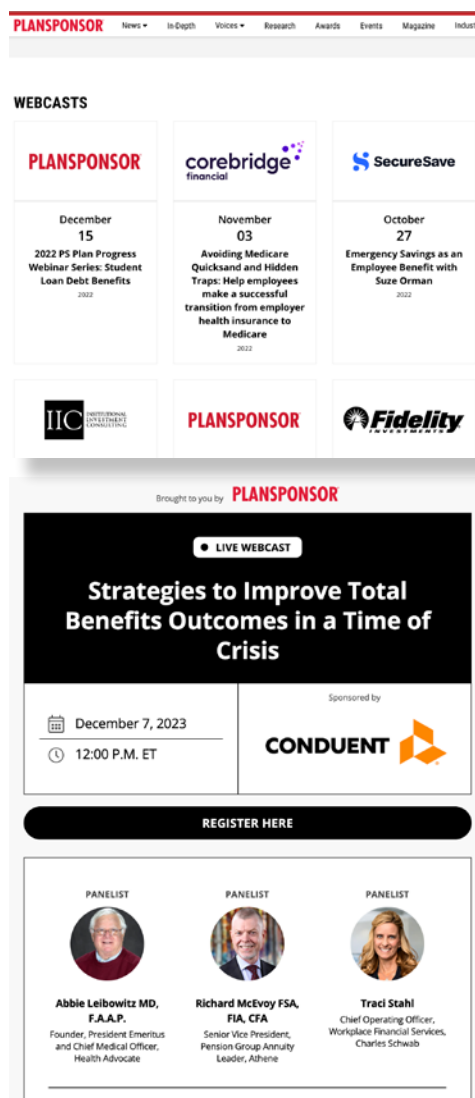 PLANSPONSOR
News In-Depth Voices Research Awards Events Magazine Indust
WEBCASTS
PLANSPONSOR
December
15
2022 PS Plan Progress
Webinar Series: Student
Loan Debt Benefits
2022
corebridge
financial
November
03
Avoiding Medicare
Quicksand and Hidden
Traps: Help employees
make a successful
transition from employer
health insurance to
Medicare
2022
SecureSave
October
27
Emergency Savings as an
Employee Benefit with
Suze Orman
2022
IIC INSTITUTIONAL
INVESTMENT
CONSULTING
PLANSPONSOR
Fidelity
INVESTMENTS
Brought to you by PLANSPONSOR
LIVE WEBCAST
Strategies to Improve Total
Benefits Outcomes in a Time of
Crisis
December 7, 2023
12:00 P.M. ET
Sponsored by
CONDUENT
REGISTER HERE
PANELIST
Abbie Leibowitz MD,
F.A.A.P.
Founder, President Emeritus
and Chief Medical Officer,
Health Advocate
PANELIST
Richard McEvoy FSA,
FIA, CFA
Senior Vice President,
Pension Group Annuity
Leader, Athene
PANELIST
Traci Stahl
Chief Operating Officer,
Workplace Financial Services,
Charles Schwab